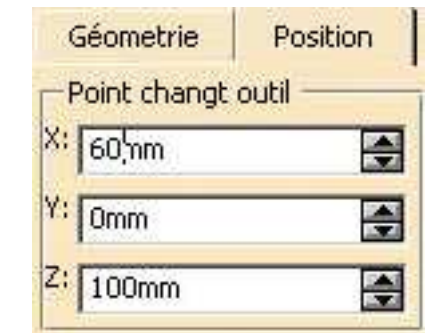 Géometrie Position
Point changt outil
X: 60mm
Y: 0mm
Z: 100mm